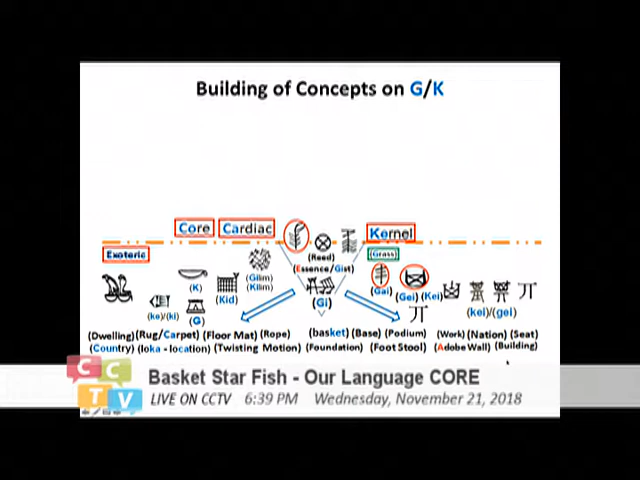 Building of Concepts on G/K
Core Cardiac Kernel
Exoteric (Reed) Grass
(Essence/Gist)
(K) (Gilim) (Gai)
(Kilim)
(Kid) (Gei) (Kei)
(ke)/(ki) (Gi) (kei)/(gei)
(G)
(Dwelling) (Rug/Carpet) (Floor Mat) (Rope) (basket) (Base) (Podium) (Work) (Nation) (Seat)
(Country) (loka - location) (Twisting Motion) (Foundation) (Foot Stool) (Adobe Wall) (Building)
CCTV
Basket Star Fish - Our Language CORE
LIVE ON CCTV 6:39 PM Wednesday, November 21, 2018